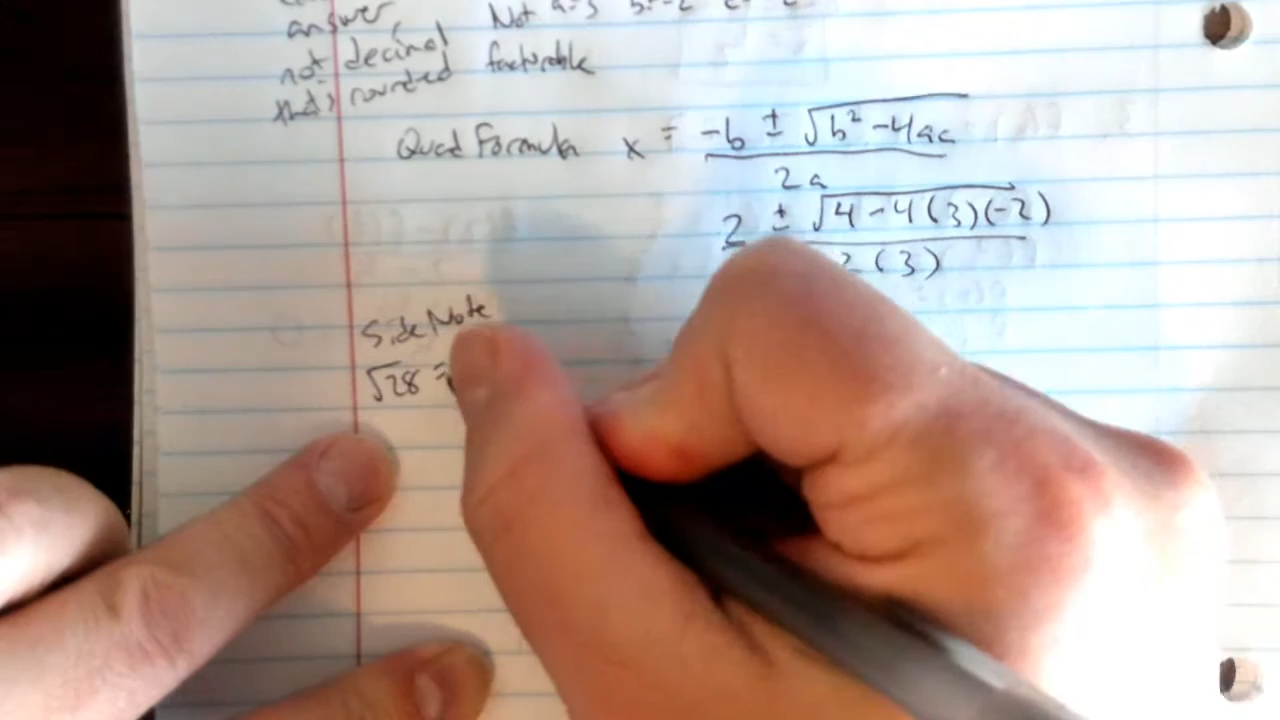 answer, Not a=3 b=-2 c=-2
not decimal factorable
that's rounded
Quad Formula x = -b ± √b² -4ac
2a
2 ± √4-4(3)(-2)
2(3)
Side Note
√28 =